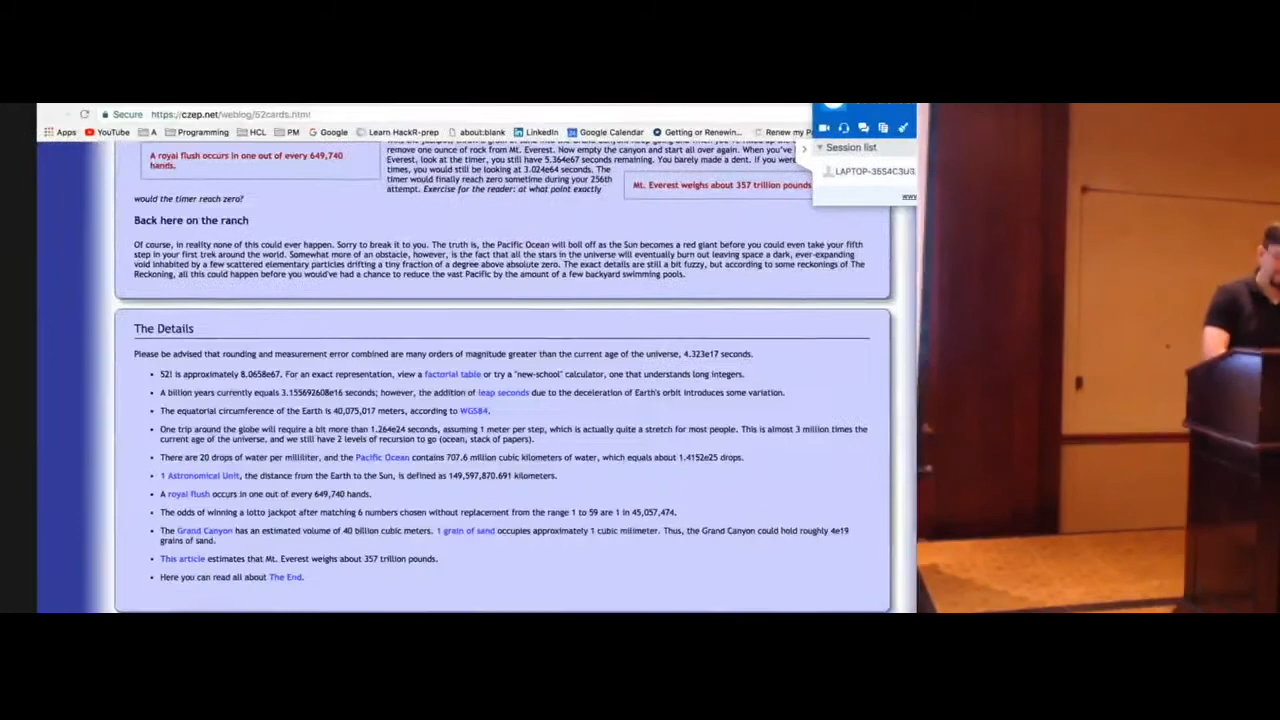 Secure https://czep.net/weblog/52cards.html
Apps YouTube A Programming HCL PM Google Learn HackR-prep about:blank LinkedIn Google Calendar Getting or Renewin... Renew my P
Session list
LAPTOP-35S4C3U3
www
A royal flush occurs in one out of every 649,740
hands.
remove one ounce of rock from Mt. Everest. Now empty the canyon and start all over again. When you've
Everest, look at the timer, you still have 5.364e67 seconds remaining. You barely made a dent. If you were
times, you would still be looking at 3.024e64 seconds. The
timer would finally reach zero sometime during your 256th
attempt. Exercise for the reader: at what point exactly
would the timer reach zero?
Mt. Everest weighs about 357 trillion pounds
Back here on the ranch
Of course, in reality none of this could ever happen. Sorry to break it to you. The truth is, the Pacific Ocean will boil off as the Sun becomes a red giant before you could even take your fifth
step in your first trek around the world. Somewhat more of an obstacle, however, is the fact that all the stars in the universe will eventually burn out leaving space a dark, ever-expanding
void inhabited by a few scattered elementary particles drifting a tiny fraction of a degree above absolute zero. The exact details are still a bit fuzzy, but according to some reckonings of The
Reckoning, all this could happen before you would've had a chance to reduce the vast Pacific by the amount of a few backyard swimming pools.
The Details
Please be advised that rounding and measurement error combined are many orders of magnitude greater than the current age of the universe, 4.323e17 seconds.
• 52! is approximately 8.0658e67. For an exact representation, view a factorial table or try a "new-school" calculator, one that understands long integers.
• A billion years currently equals 3.155692608e16 seconds; however, the addition of leap seconds due to the deceleration of Earth's orbit introduces some variation.
• The equatorial circumference of the Earth is 40,075,017 meters, according to WGS84.
• One trip around the globe will require a bit more than 1.264e24 seconds, assuming 1 meter per step, which is actually quite a stretch for most people. This is almost 3 million times the
current age of the universe, and we still have 2 levels of recursion to go (ocean, stack of papers).
• There are 20 drops of water per milliliter, and the Pacific Ocean contains 707.6 million cubic kilometers of water, which equals about 1.4152e25 drops.
• 1 Astronomical Unit, the distance from the Earth to the Sun, is defined as 149,597,870.691 kilometers.
• A royal flush occurs in one out of every 649,740 hands.
• The odds of winning a lotto jackpot after matching 6 numbers chosen without replacement from the range 1 to 59 are 1 in 45,057,474.
• The Grand Canyon has an estimated volume of 40 billion cubic meters. 1 grain of sand occupies approximately 1 cubic milimeter. Thus, the Grand Canyon could hold roughly 4e19
grains of sand.
• This article estimates that Mt. Everest weighs about 357 trillion pounds.
• Here you can read all about The End.